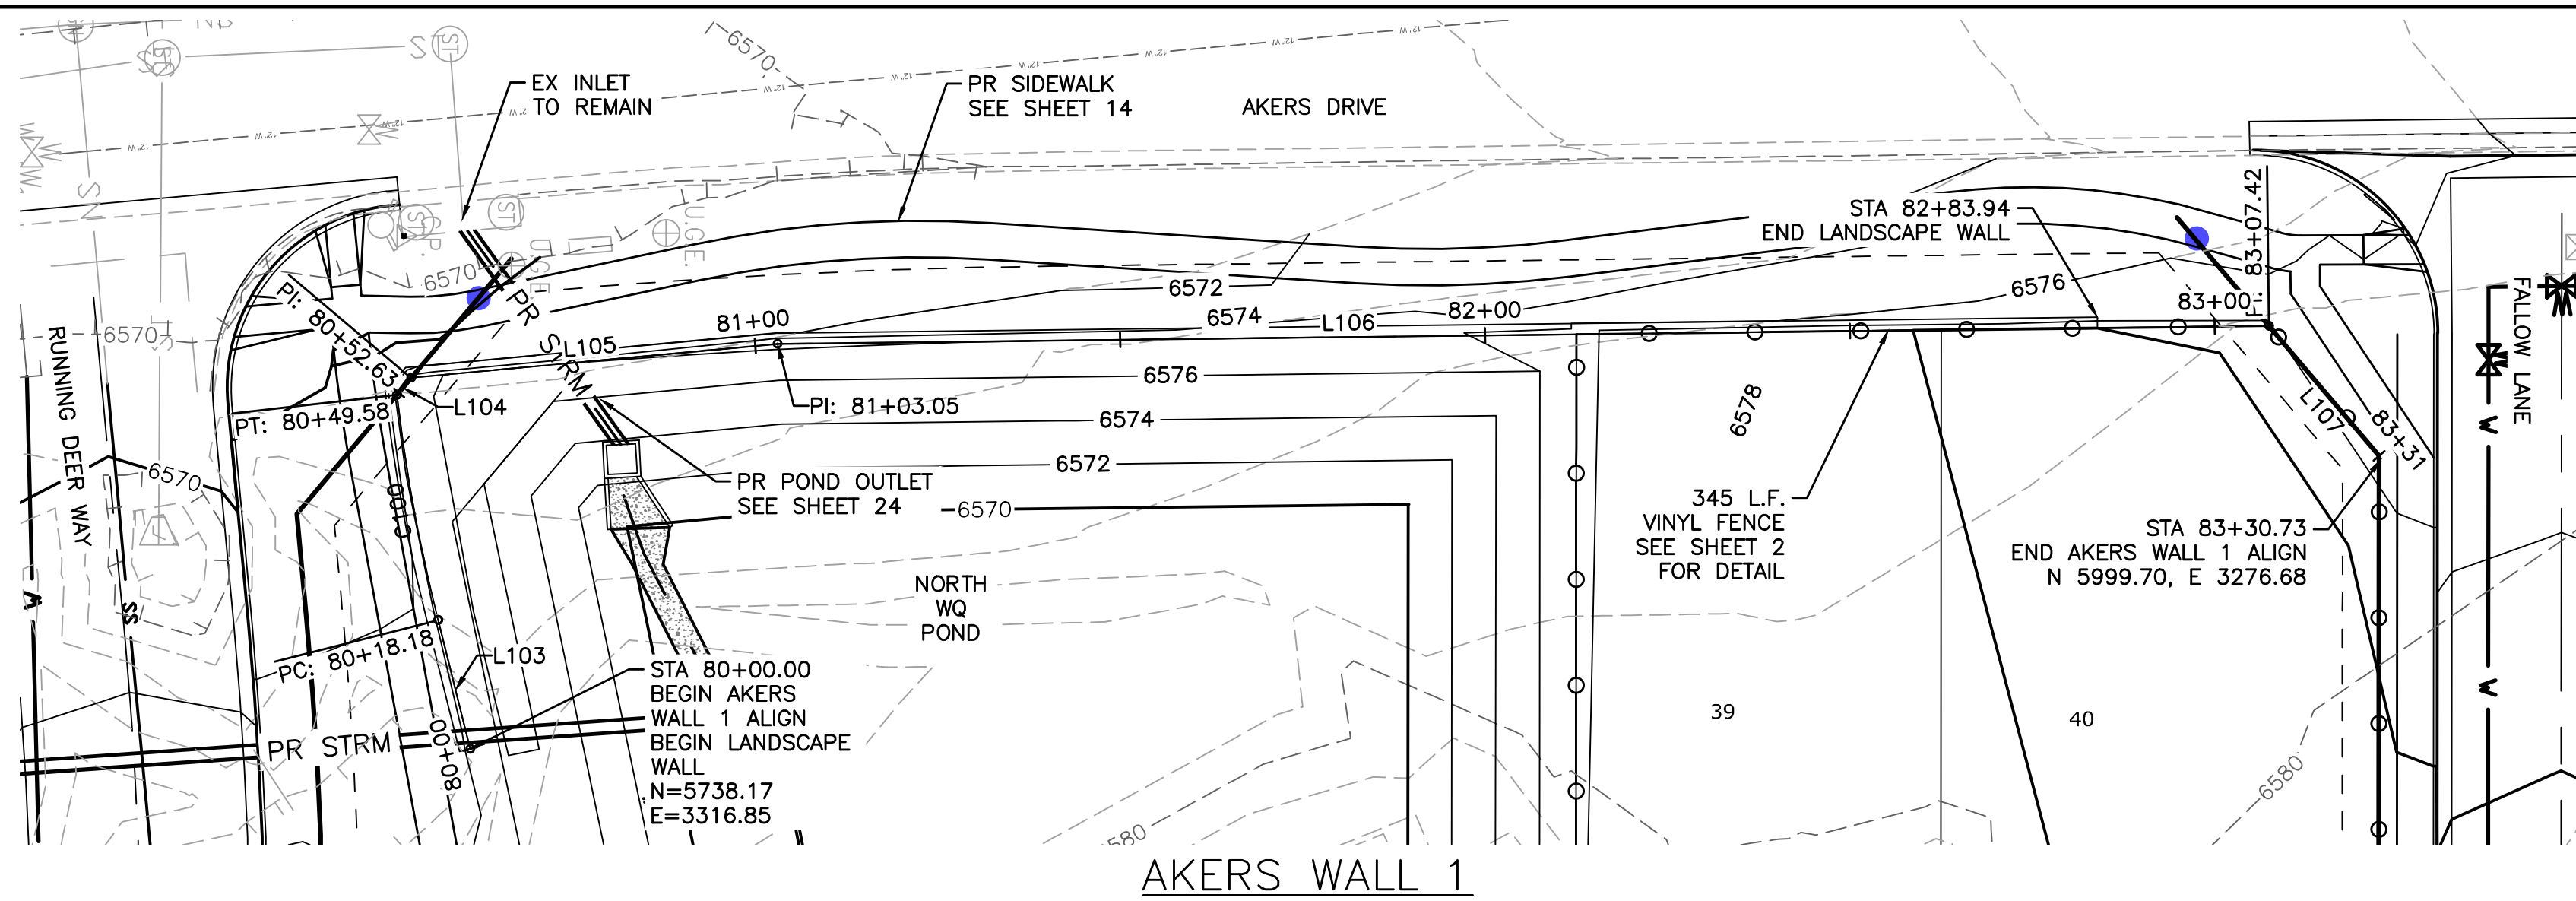 EX INLET
TO REMAIN
6570
PR SIDEWALK
SEE SHEET 14
AKERS DRIVE
ST
12"W
U.GE.
6570
STA 82+83.94
END LANDSCAPE WALL
83+07.42
PI: 80+52.63
PR STRM
L105
81+00
6572
6574
L106
82+00
6576
83+00
FALLOW LANE
6570
RUNNING DEER WAY
6570
PT: 80+49.58
L104
PI: 81+03.05
6576
6574
6572
6570
6578
L107
83+31
C100
PR POND OUTLET
SEE SHEET 24
345 L.F.
VINYL FENCE
SEE SHEET 2
FOR DETAIL
STA 83+30.73
END AKERS WALL 1 ALIGN
N 5999.70, E 3276.68
NORTH
WQ
POND
W
SS
W
W
PC: 80+18.18
L103
STA 80+00.00
BEGIN AKERS
WALL 1 ALIGN
BEGIN LANDSCAPE
WALL
N=5738.17
E=3316.85
PR STRM
80+00
39
40
6580
6580
AKERS WALL 1